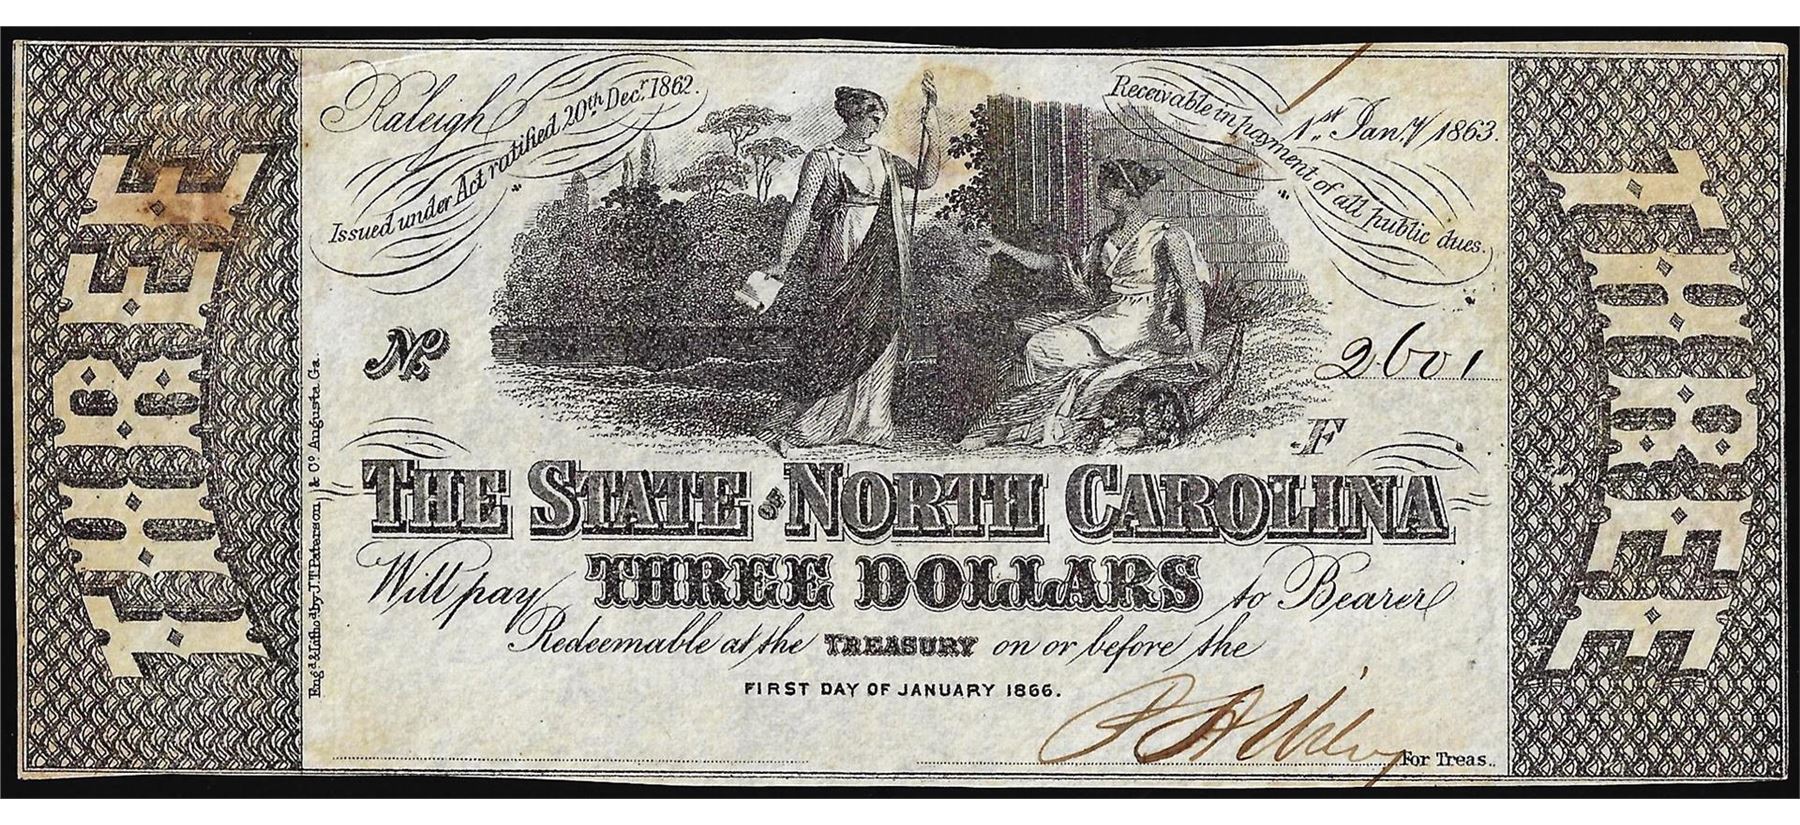 Raleigh
1st Jan.y 1863.
Issued under Act ratified 20th Decr. 1862.
Receivable in payment of all public dues.
No
2601
F
THE STATE OF NORTH CAROLINA
Will pay THREE DOLLARS to Bearer
Redeemable at the TREASURY on or before the
FIRST DAY OF JANUARY 1866.
For Treas.
THREE
THREE
Engd. & Litho'd by J.T. Paterson, & Co. Augusta Ga.